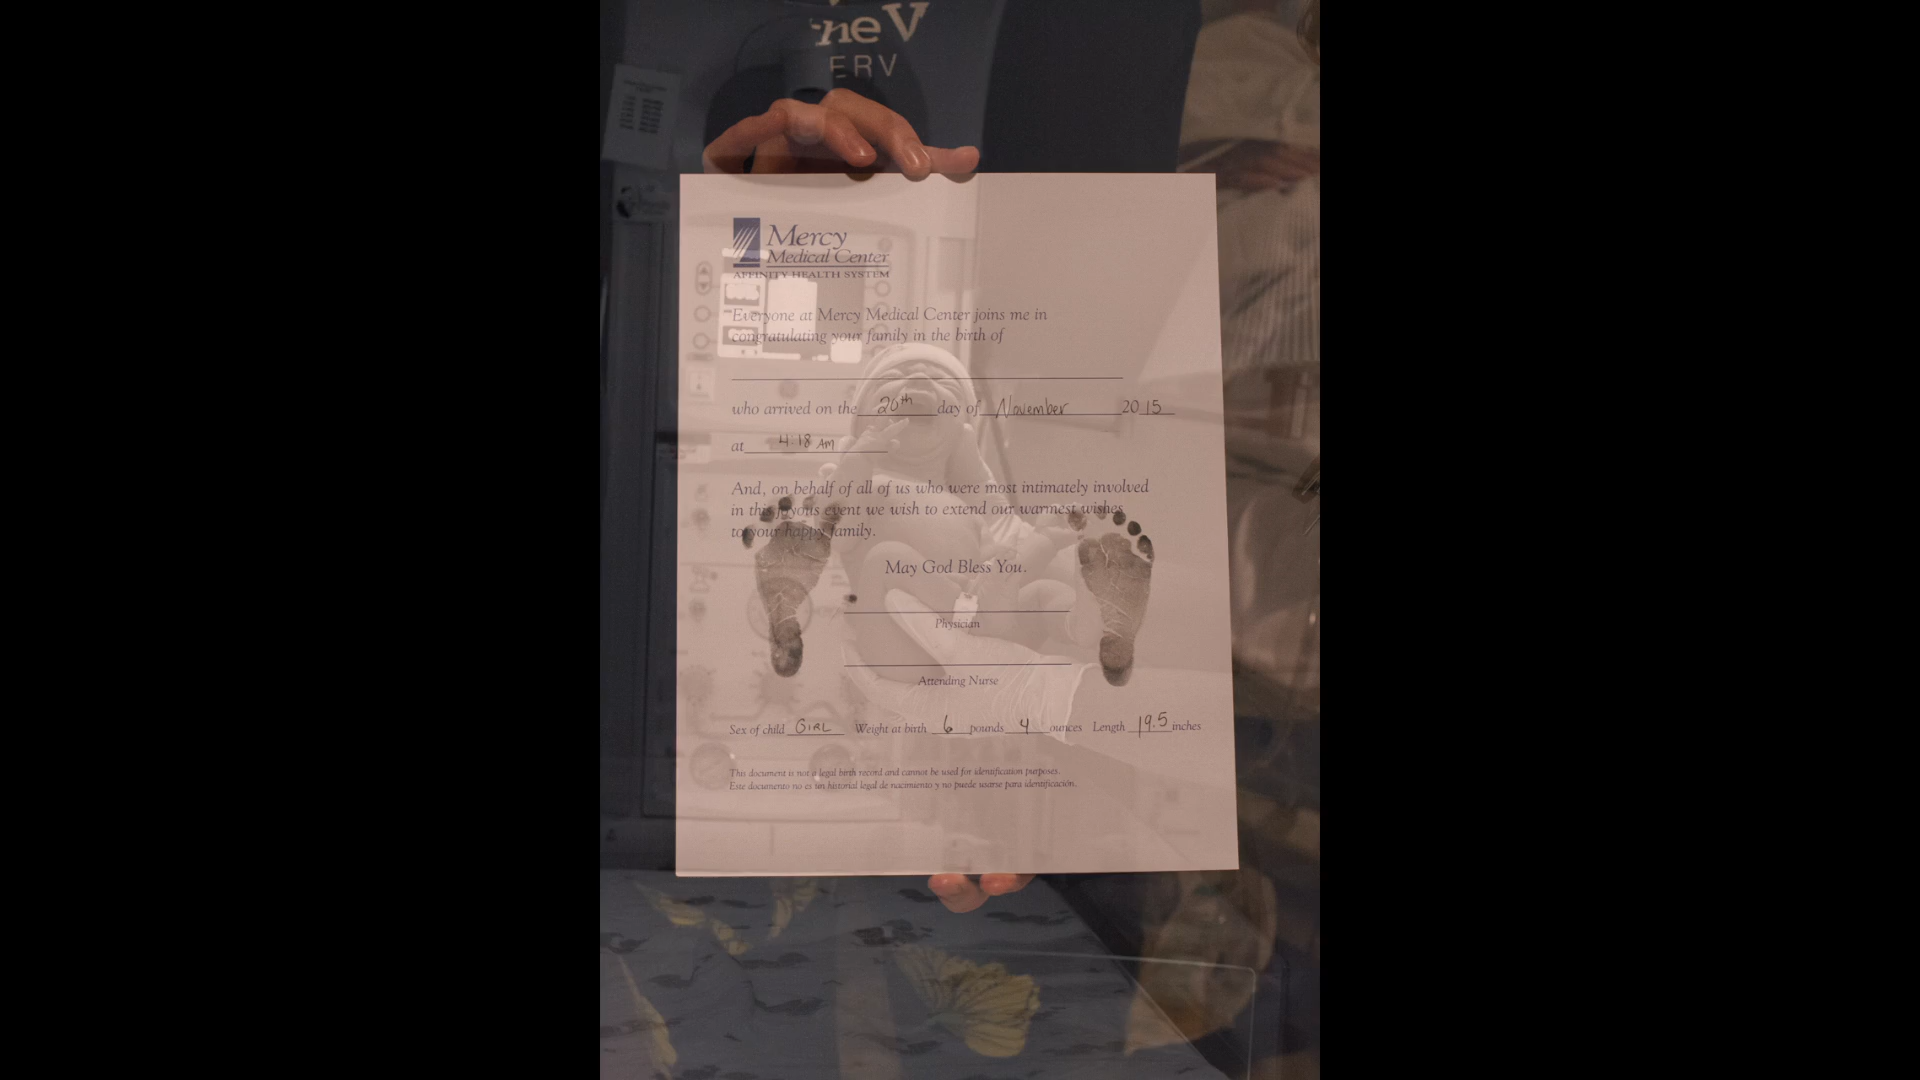 he V
ERV
Mercy
Medical Center
AFFINITY HEALTH SYSTEM
Everyone at Mercy Medical Center joins me in
congratulating your family in the birth of
who arrived on the 20th day of November 2015
at 4:18 AM
And, on behalf of all of us who were most intimately involved
in this joyous event we wish to extend our warmest wishes
to your happy family.
May God Bless You.
Physician
Attending Nurse
Sex of child GIRL Weight at birth 6 pounds 4 ounces Length 19.5 inches
This document is not a legal birth record and cannot be used for identification purposes.
Este documento no es un historial legal de nacimiento y no puede usarse para identificación.